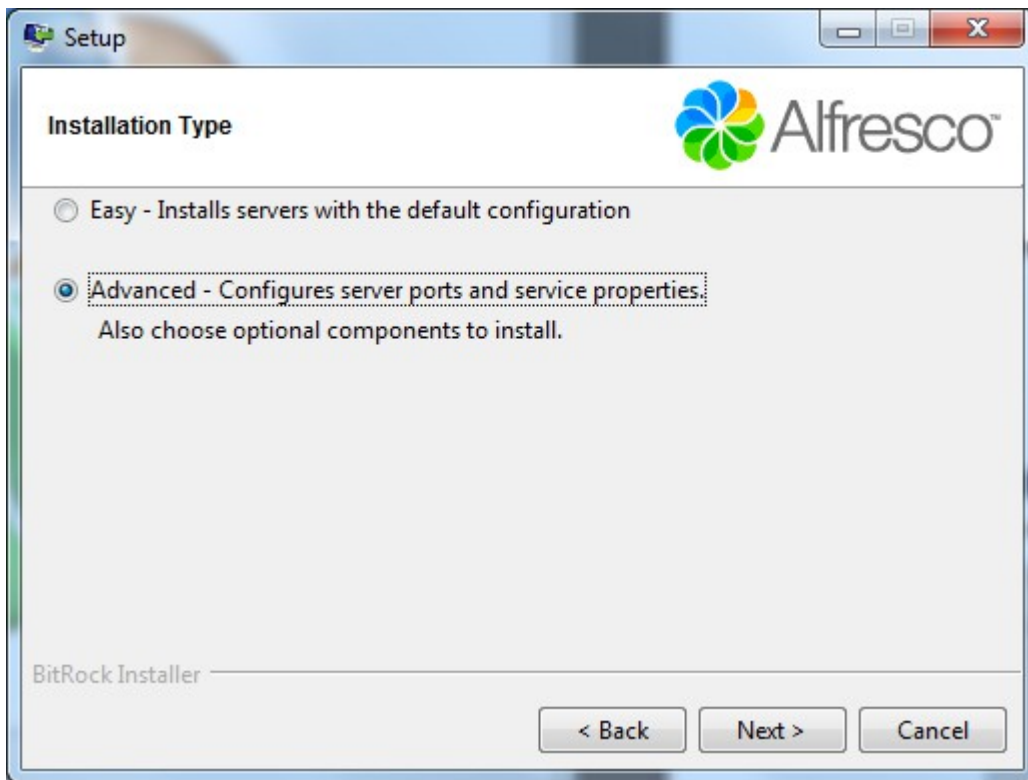 Setup
Installation Type
Alfresco™
Easy - Installs servers with the default configuration
Advanced - Configures server ports and service properties.
Also choose optional components to install.
BitRock Installer
< Back
Next >
Cancel